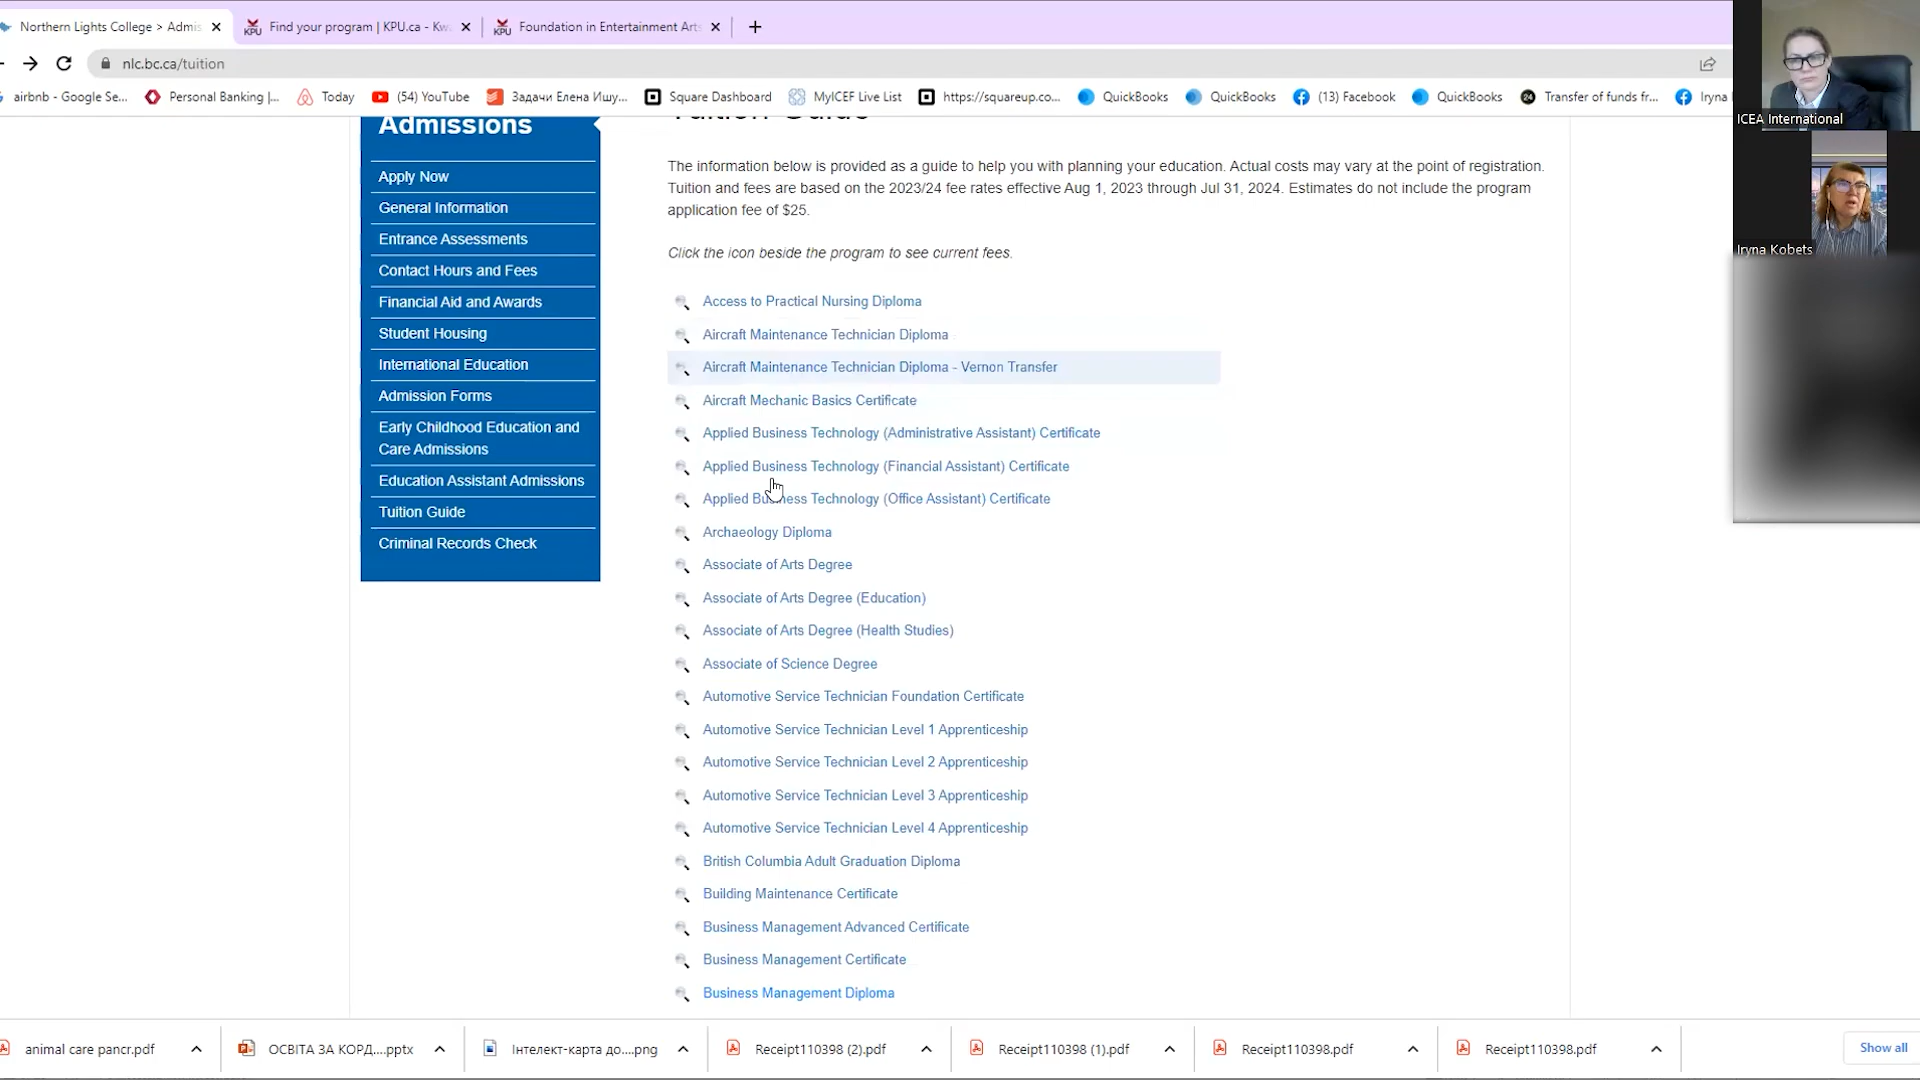 Northern Lights College > Admis
Find your program | KPU.ca - Kwa
Foundation in Entertainment Arts
nlc.bc.ca/tuition
airbnb - Google Se...
Personal Banking |...
Today
(54) YouTube
Задачи Елена Ишу...
Square Dashboard
MyICEF Live List
https://squareup.co...
QuickBooks
QuickBooks
(13) Facebook
QuickBooks
Transfer of funds fr...
Iryna
ICEA International
Iryna Kobets
Admissions
Apply Now
General Information
Entrance Assessments
Contact Hours and Fees
Financial Aid and Awards
Student Housing
International Education
Admission Forms
Early Childhood Education and
Care Admissions
Education Assistant Admissions
Tuition Guide
Criminal Records Check
Tuition Guide
The information below is provided as a guide to help you with planning your education. Actual costs may vary at the point of registration.
Tuition and fees are based on the 2023/24 fee rates effective Aug 1, 2023 through Jul 31, 2024. Estimates do not include the program
application fee of $25.
Click the icon beside the program to see current fees.
Access to Practical Nursing Diploma
Aircraft Maintenance Technician Diploma
Aircraft Maintenance Technician Diploma - Vernon Transfer
Aircraft Mechanic Basics Certificate
Applied Business Technology (Administrative Assistant) Certificate
Applied Business Technology (Financial Assistant) Certificate
Applied Business Technology (Office Assistant) Certificate
Archaeology Diploma
Associate of Arts Degree
Associate of Arts Degree (Education)
Associate of Arts Degree (Health Studies)
Associate of Science Degree
Automotive Service Technician Foundation Certificate
Automotive Service Technician Level 1 Apprenticeship
Automotive Service Technician Level 2 Apprenticeship
Automotive Service Technician Level 3 Apprenticeship
Automotive Service Technician Level 4 Apprenticeship
British Columbia Adult Graduation Diploma
Building Maintenance Certificate
Business Management Advanced Certificate
Business Management Certificate
Business Management Diploma
animal care pancr.pdf
ОСВІТА ЗА КОРД....pptx
Інтелект-карта до....png
Receipt110398 (2).pdf
Receipt110398 (1).pdf
Receipt110398.pdf
Receipt110398.pdf
Show all